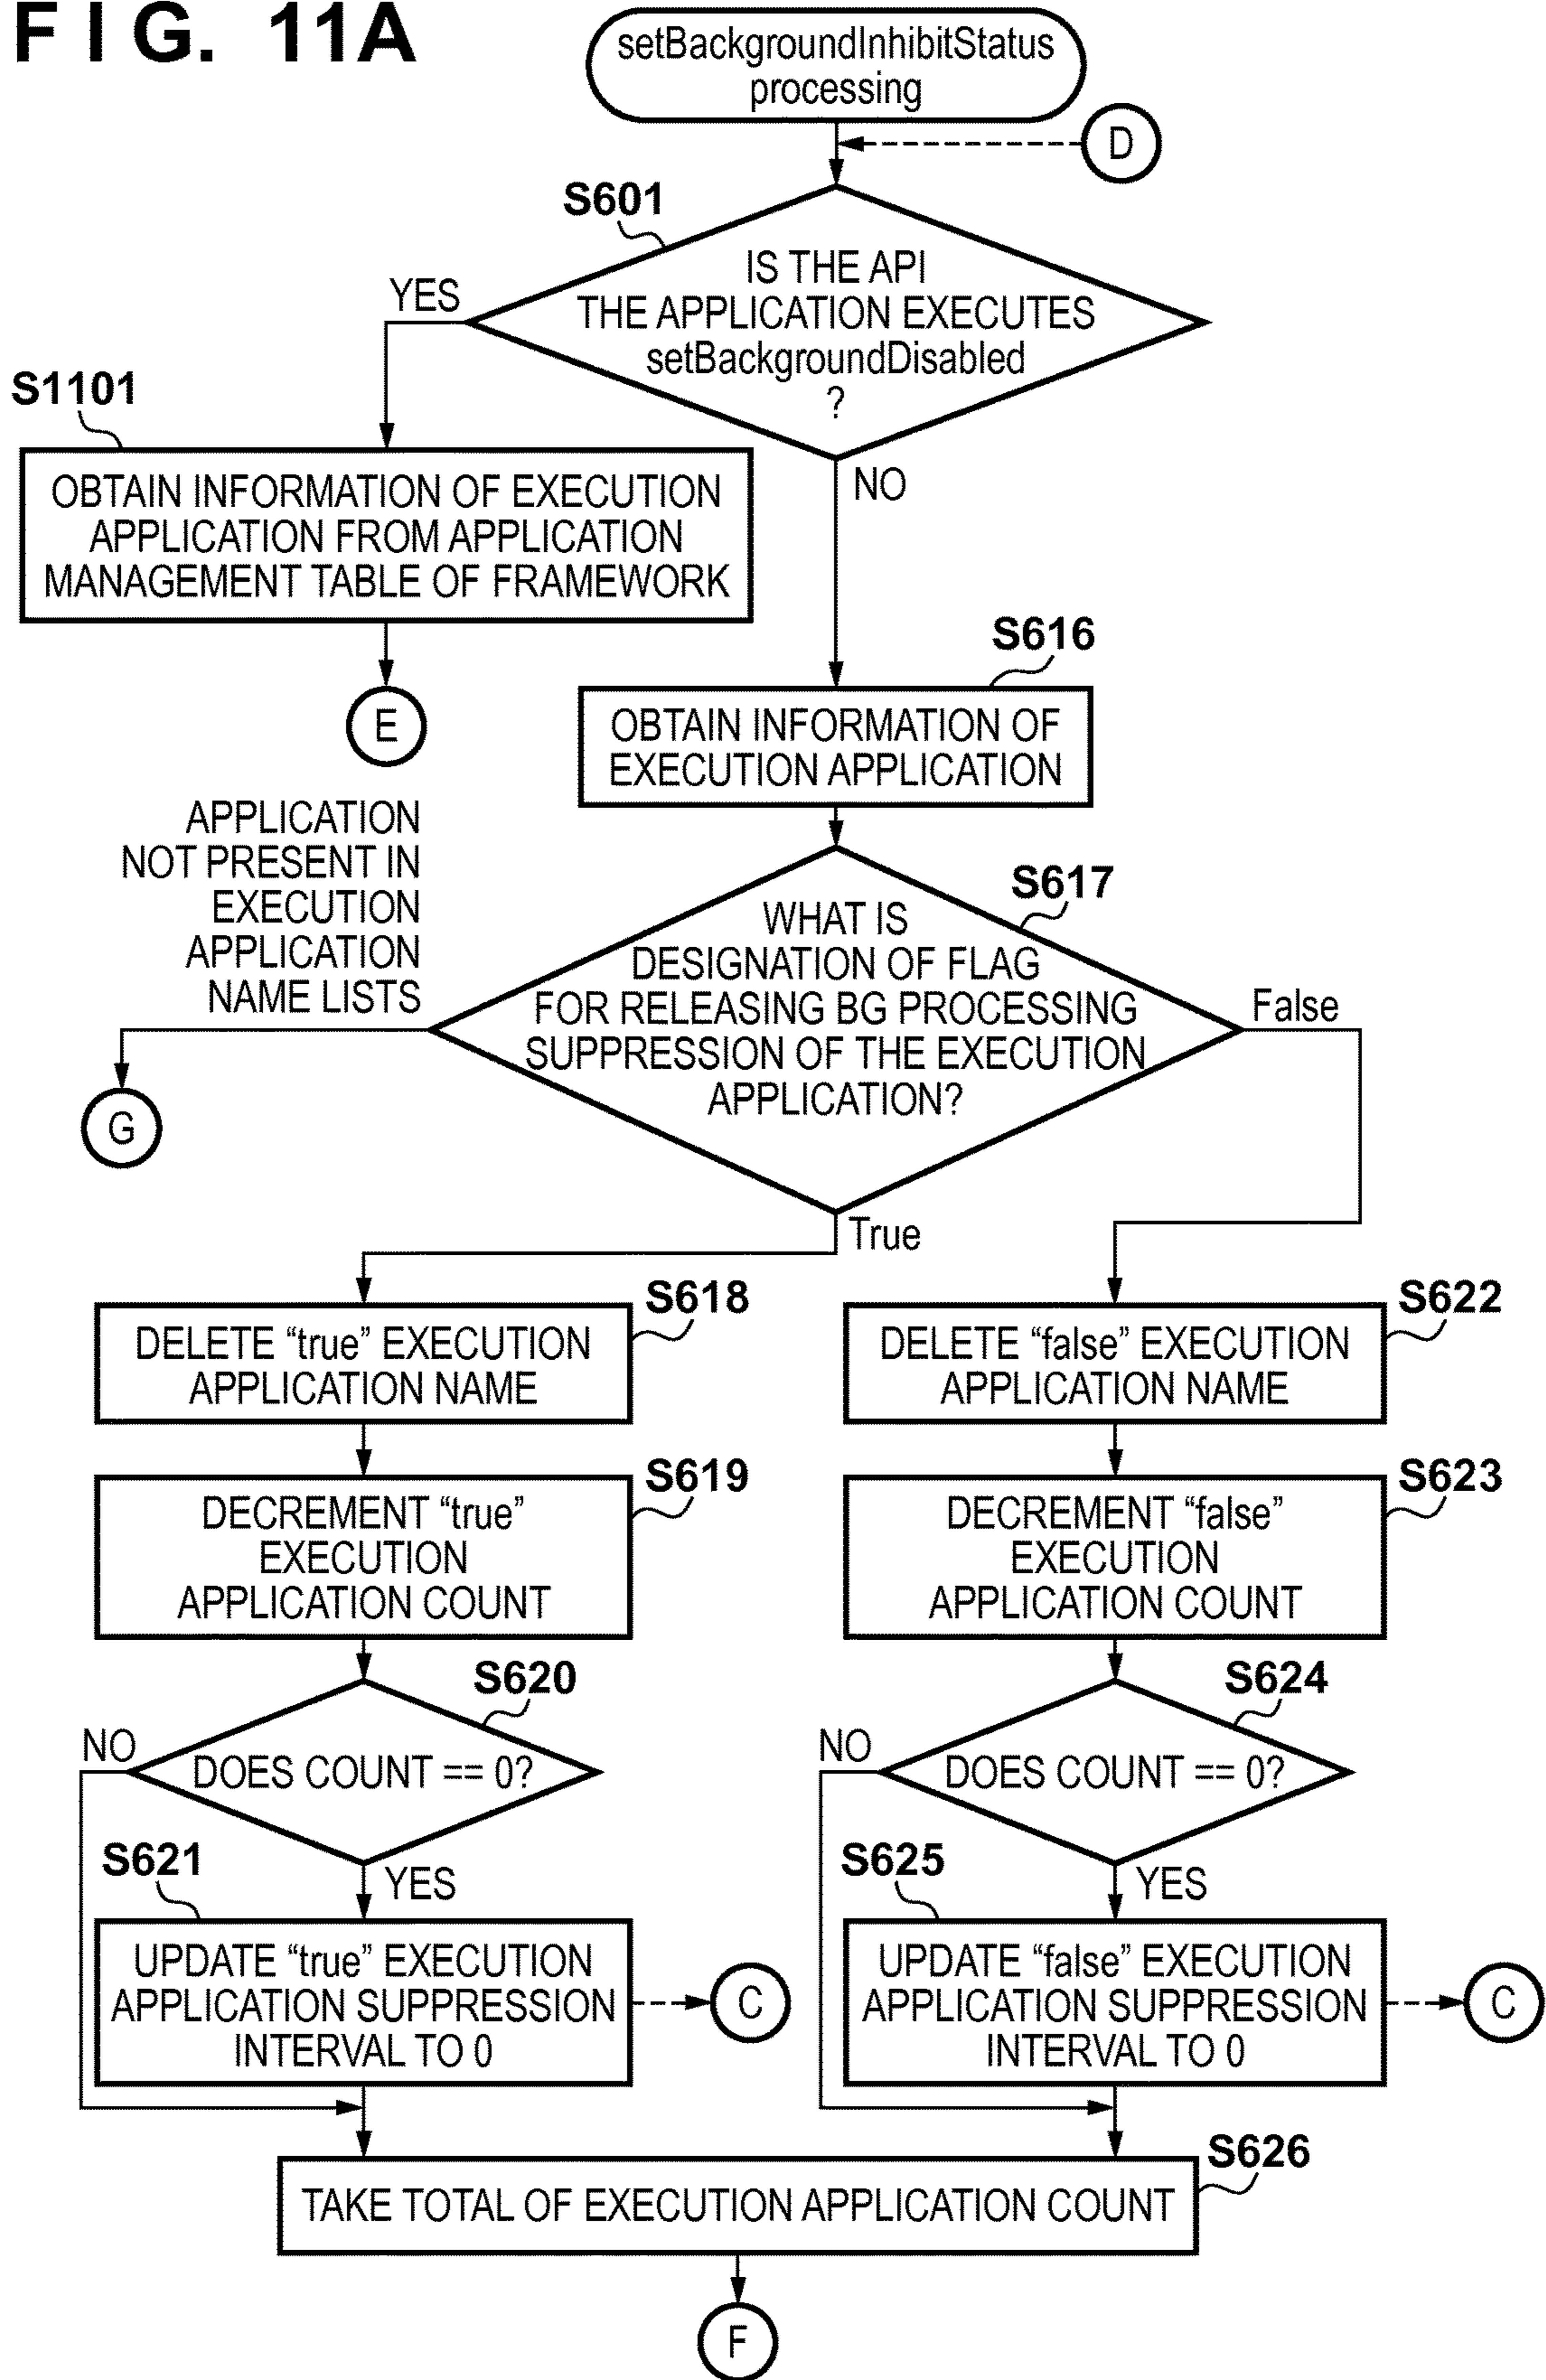 FIG. 11A
setBackgroundInhibitStatus
processing
D
S601
IS THE API
THE APPLICATION EXECUTES
setBackgroundDisabled
?
YES
NO
S1101
OBTAIN INFORMATION OF EXECUTION
APPLICATION FROM APPLICATION
MANAGEMENT TABLE OF FRAMEWORK
E
S616
OBTAIN INFORMATION OF
EXECUTION APPLICATION
APPLICATION
NOT PRESENT IN
EXECUTION
APPLICATION
NAME LISTS
G
S617
WHAT IS
DESIGNATION OF FLAG
FOR RELEASING BG PROCESSING
SUPPRESSION OF THE EXECUTION
APPLICATION?
False
True
S618
DELETE “true” EXECUTION
APPLICATION NAME
S622
DELETE “false” EXECUTION
APPLICATION NAME
S619
DECREMENT “true”
EXECUTION
APPLICATION COUNT
S623
DECREMENT “false”
EXECUTION
APPLICATION COUNT
S620
NO
DOES COUNT == 0?
YES
S624
NO
DOES COUNT == 0?
YES
S621
UPDATE “true” EXECUTION
APPLICATION SUPPRESSION
INTERVAL TO 0
C
S625
UPDATE “false” EXECUTION
APPLICATION SUPPRESSION
INTERVAL TO 0
C
S626
TAKE TOTAL OF EXECUTION APPLICATION COUNT
F